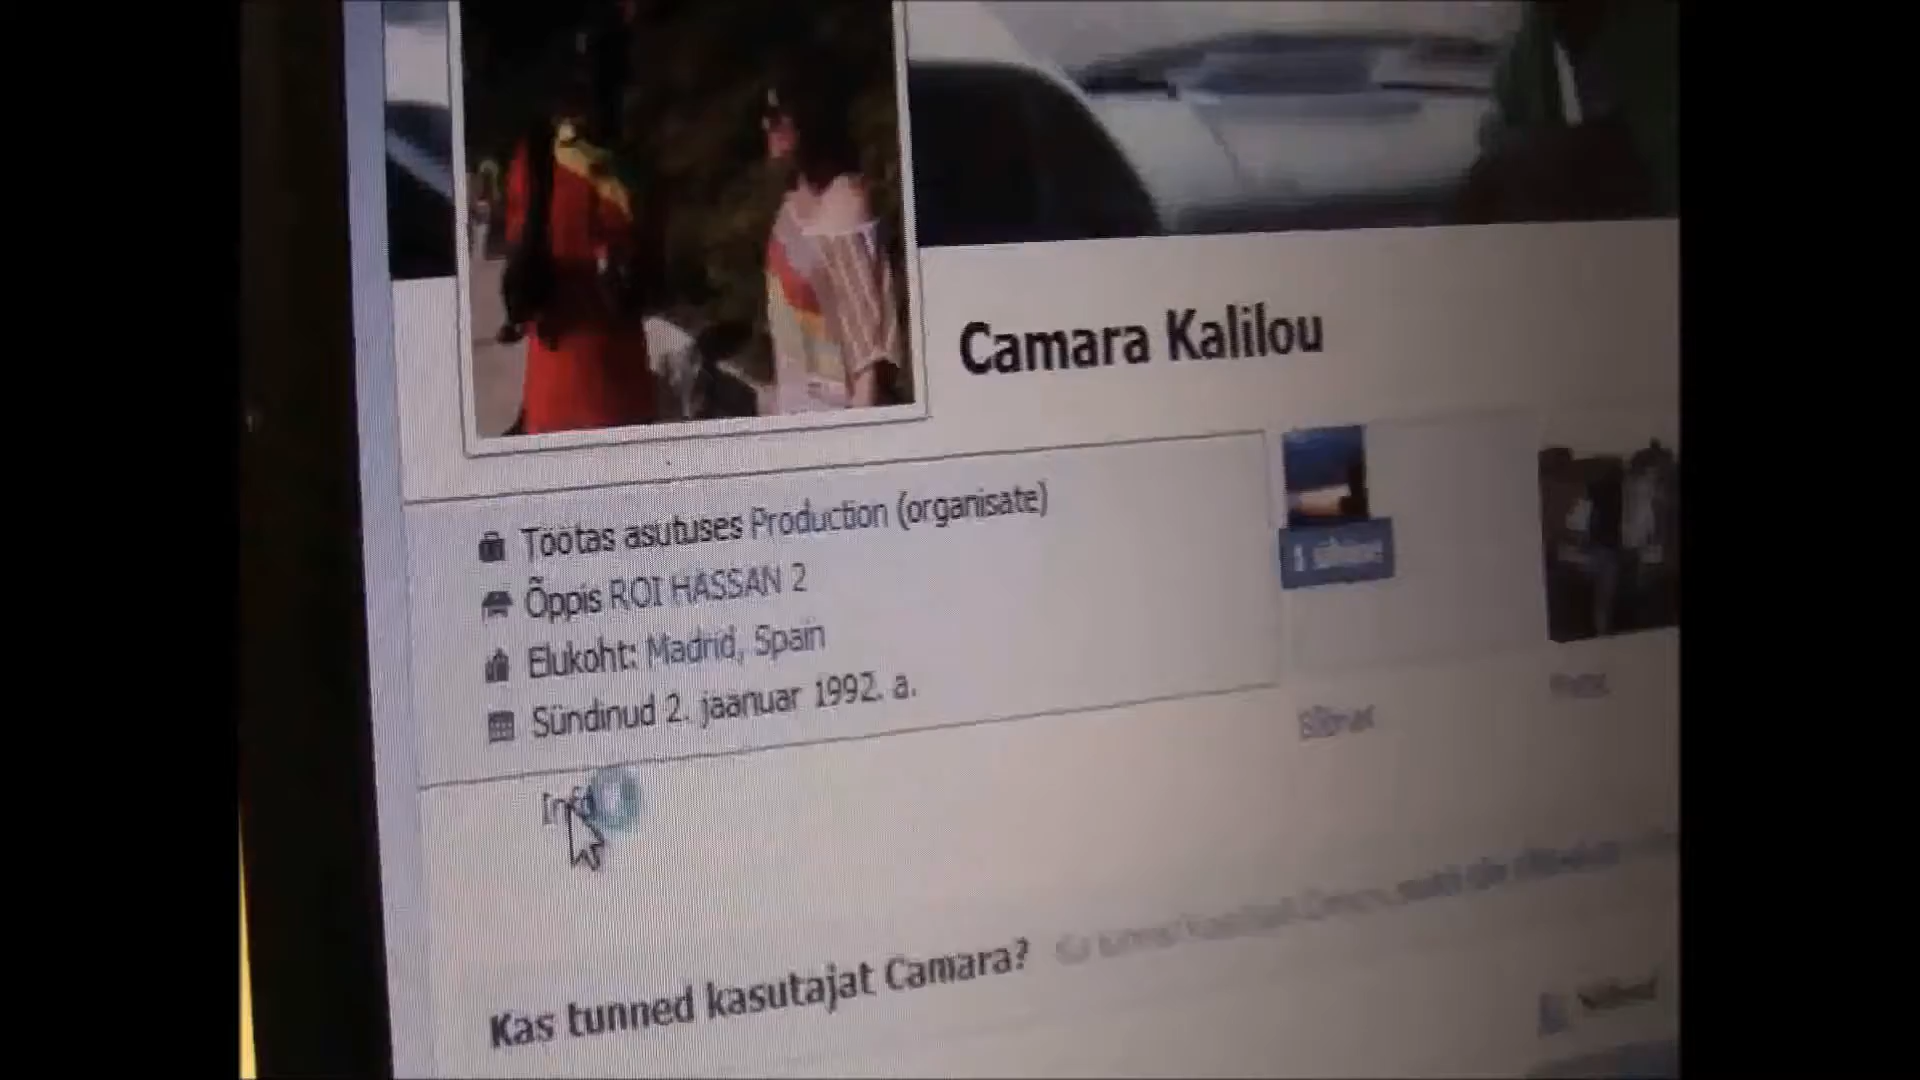 Camara Kalilou
Töötas asutuses Production (organisate)
Õppis ROI HASSAN 2
Elukoht: Madrid, Spain
Sündinud 2. jaanuar 1992. a.
Info
Sõbrad
Kas tunned kasutajat Camara?